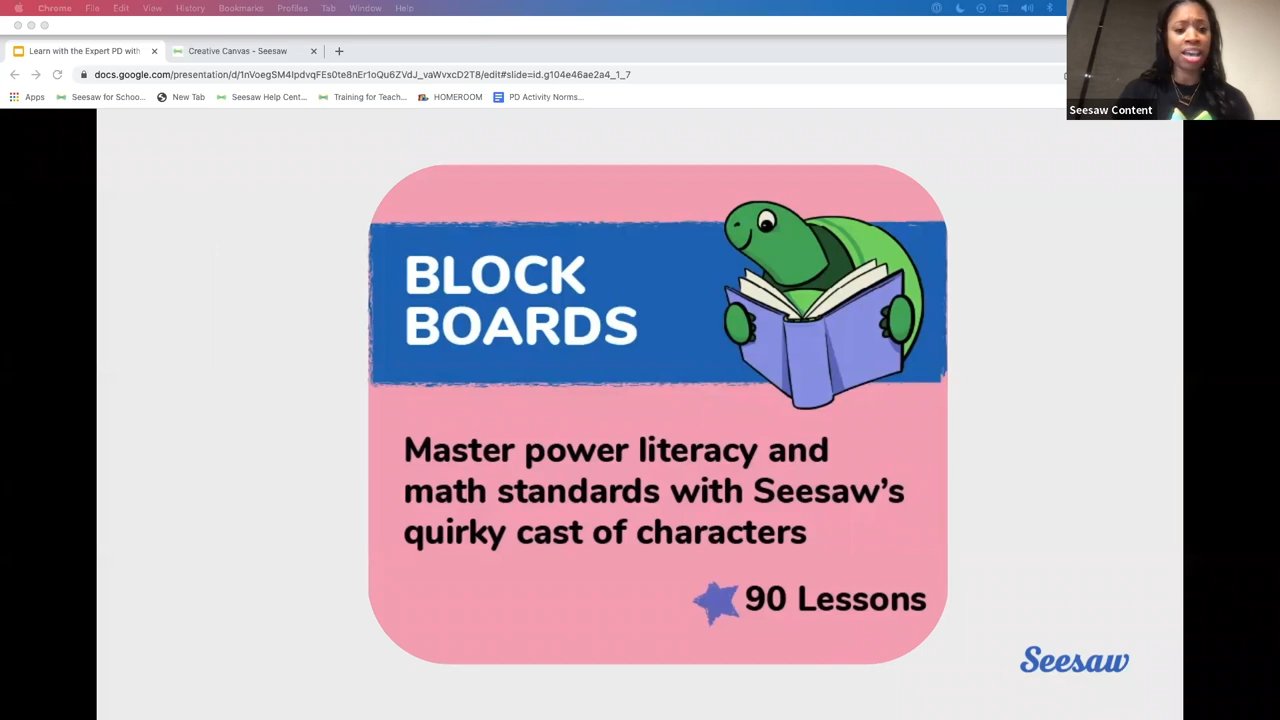 Chrome File Edit View History Bookmarks Profiles Tab Window Help
Learn with the Expert PD with
Creative Canvas - Seesaw
docs.google.com/presentation/d/1nVoegSM4IpdvqFEs0te8nEr1oQu6ZVdJ_vaWvxcD2T8/edit#slide=id.g104e46ae2a4_1_7
Apps Seesaw for Schoo... New Tab Seesaw Help Cent... Training for Teach... HOMEROOM PD Activity Norms...
Seesaw Content
BLOCK
BOARDS
Master power literacy and
math standards with Seesaw's
quirky cast of characters
90 Lessons
Seesaw